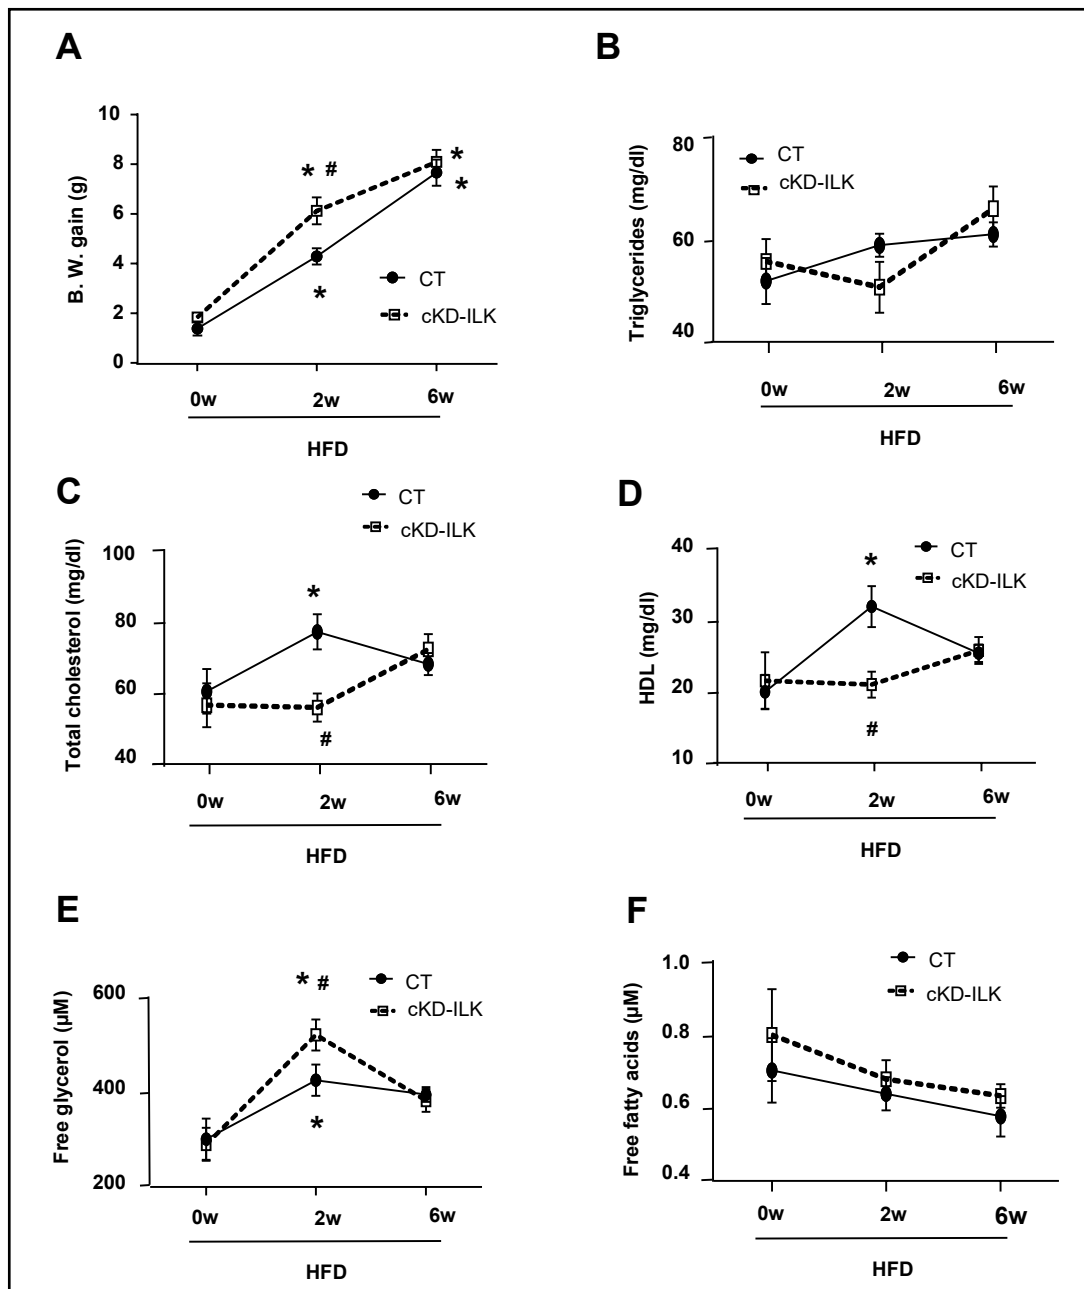 A
B. W. gain (g)
10
8
6
4
2
0
* #
*
*
*
CT
cKD-ILK
0w 2w 6w
HFD
B
Triglycerides (mg/dl)
80
60
40
CT
cKD-ILK
0w 2w 6w
HFD
C
CT
cKD-ILK
Total cholesterol (mg/dl)
100
80
60
40
*
#
0w 2w 6w
HFD
D
HDL (mg/dl)
40
30
20
10
CT
cKD-ILK
*
#
0w 2w 6w
HFD
E
Free glycerol (µM)
600
400
200
* #
*
CT
cKD-ILK
0w 2w 6w
HFD
F
Free fatty acids (µM)
1.0
0.8
0.6
0.4
CT
cKD-ILK
0w 2w 6w
HFD